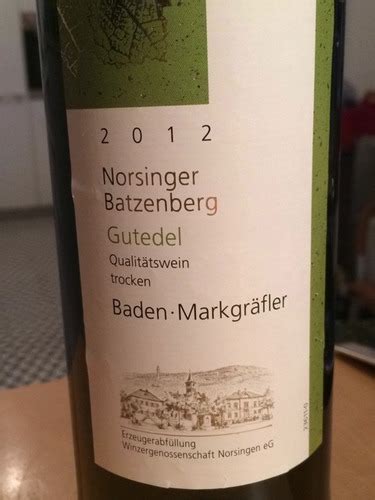 2012
Norsinger
Batzenberg
Gutedel
Qualitätswein
trocken
Baden·Markgräfler
Erzeugerabfüllung
Winzergenossenschaft Norsingen eG